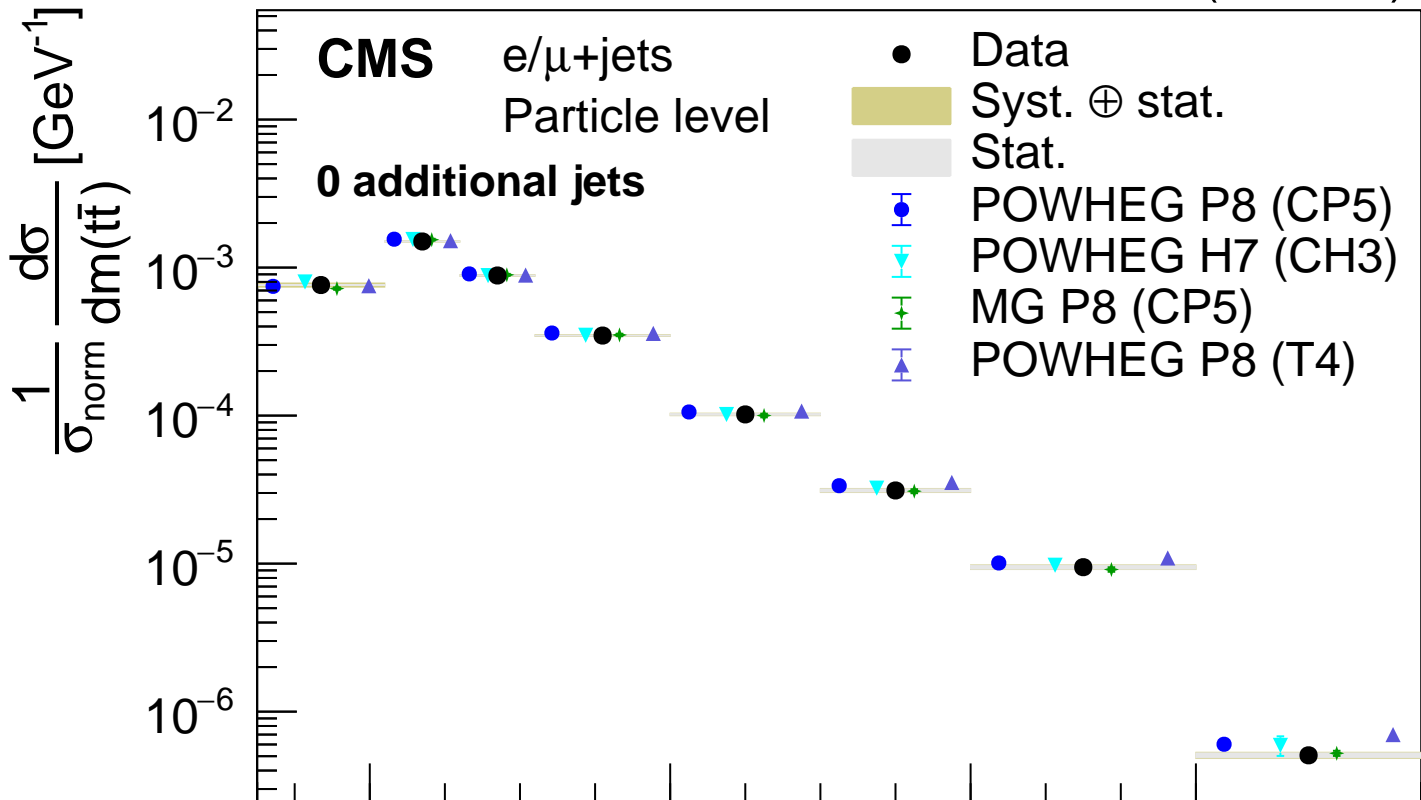 CMS e/μ+jets
Particle level
0 additional jets
Data
Syst. ⊕ stat.
Stat.
POWHEG P8 (CP5)
POWHEG H7 (CH3)
MG P8 (CP5)
POWHEG P8 (T4)
1/σ_norm dσ/dm(tt̄) [GeV⁻¹]
10⁻²
10⁻³
10⁻⁴
10⁻⁵
10⁻⁶